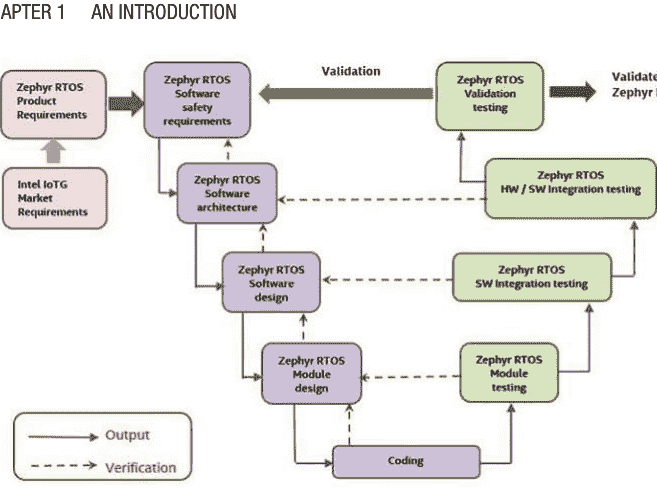 APTER 1 AN INTRODUCTION
Validation
Zephyr RTOS
Product
Requirements
Zephyr RTOS
Software
safety
requirements
Zephyr RTOS
Validation
testing
Validate
Zephyr
Intel IoTG
Market
Requirements
Zephyr RTOS
Software
architecture
Zephyr RTOS
HW / SW Integration testing
Zephyr RTOS
Software
design
Zephyr RTOS
SW Integration testing
Zephyr RTOS
Module
design
Zephyr RTOS
Module
testing
Coding
Output
Verification